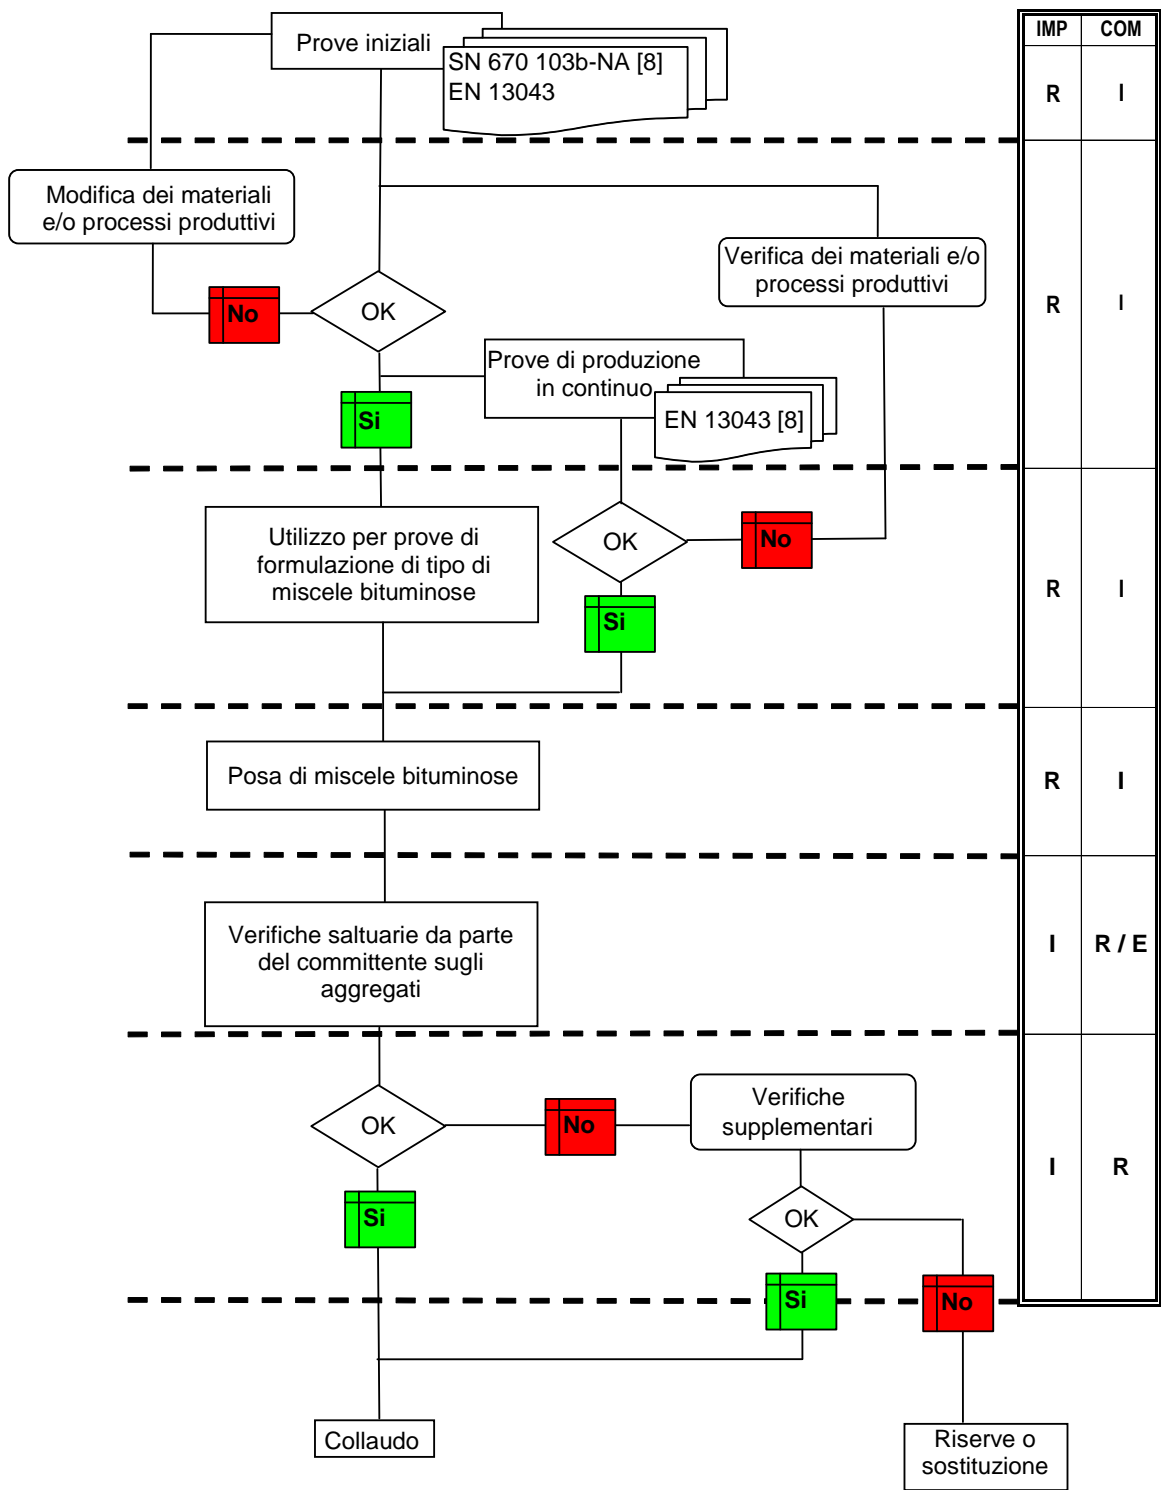 Prove iniziali
SN 670 103b-NA [8]
EN 13043
IMP COM
R I
Modifica dei materiali
e/o processi produttivi
Verifica dei materiali e/o
processi produttivi
No
OK
R I
Prove di produzione
in continuo
EN 13043 [8]
Si
Utilizzo per prove di
formulazione di tipo di
miscele bituminose
OK
No
Si
R I
Posa di miscele bituminose
R I
Verifiche saltuarie da parte
del committente sugli
aggregati
I R / E
OK
No
Verifiche
supplementari
Si
OK
I R
Si
No
Collaudo
Riserve o
sostituzione